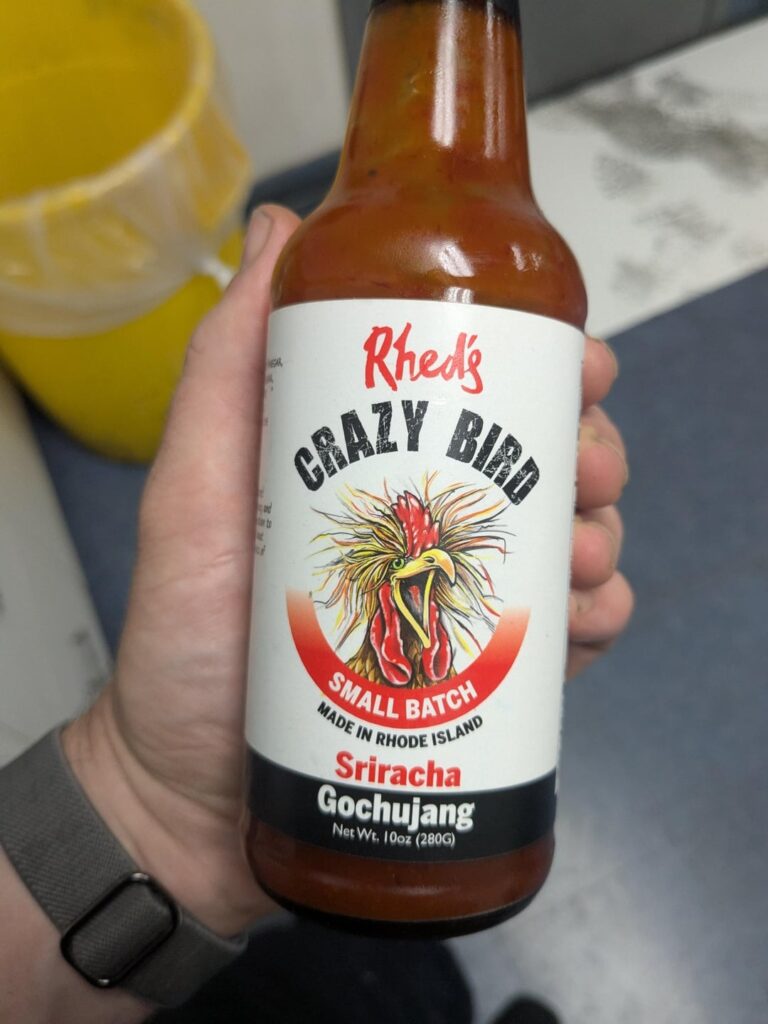 Rhed's
CRAZY BIRD
SMALL BATCH
MADE IN RHODE ISLAND
Sriracha
Gochujang
Net Wt. 10oz (280G)